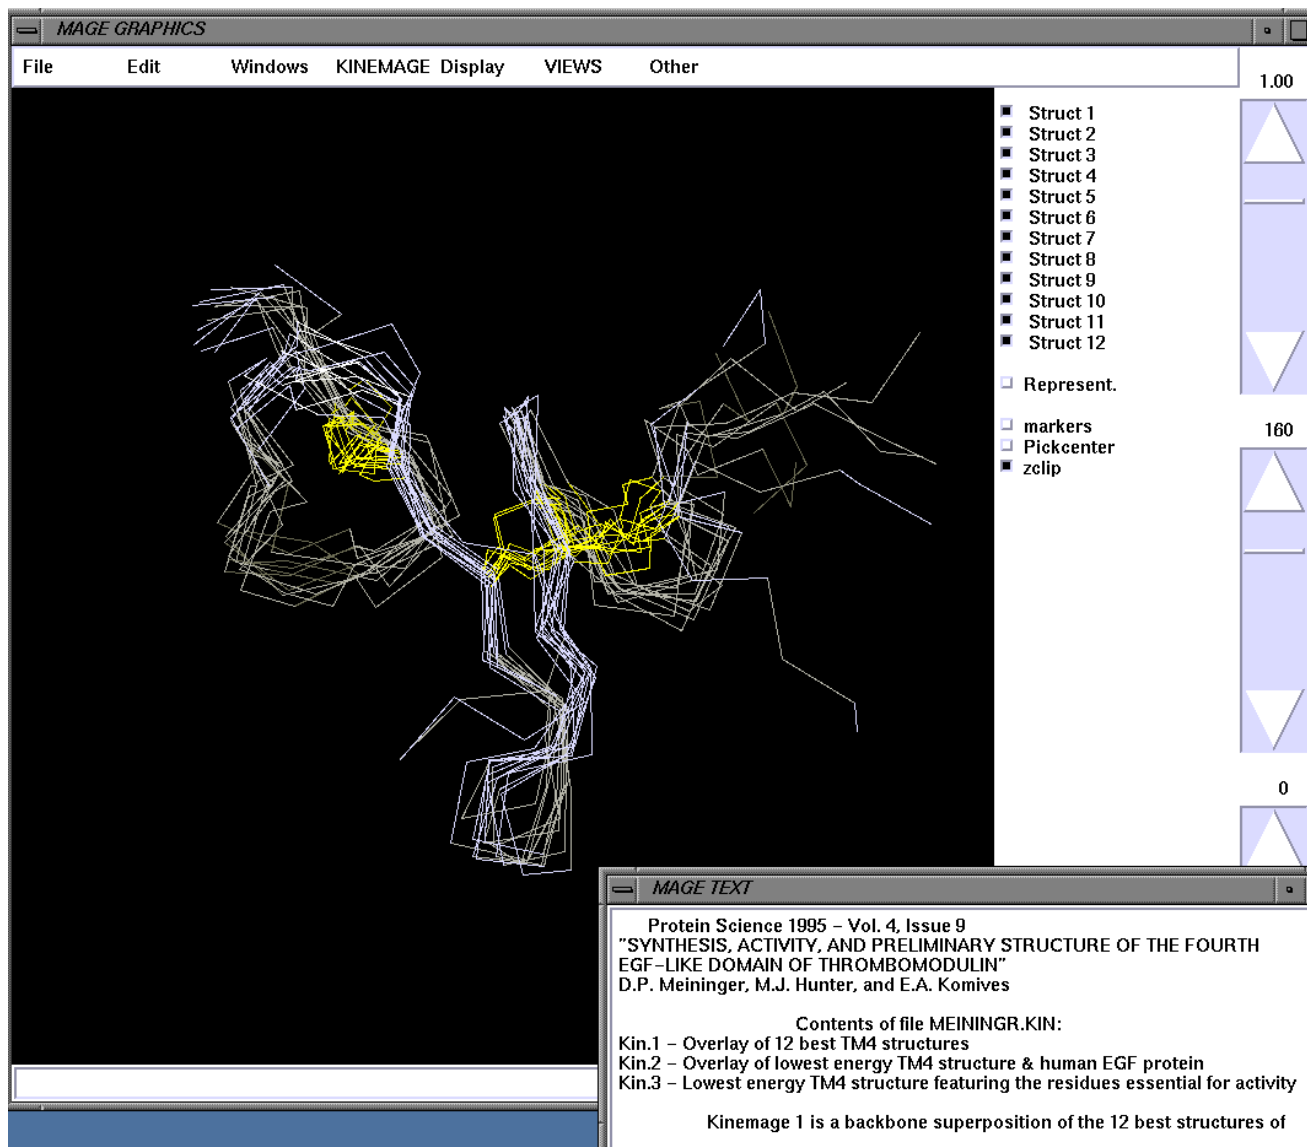 MAGE GRAPHICS
File Edit Windows KINEMAGE Display VIEWS Other
1.00
Struct 1
Struct 2
Struct 3
Struct 4
Struct 5
Struct 6
Struct 7
Struct 8
Struct 9
Struct 10
Struct 11
Struct 12
Represent.
markers
Pickcenter
zclip
160
0
MAGE TEXT
Protein Science 1995 – Vol. 4, Issue 9
"SYNTHESIS, ACTIVITY, AND PRELIMINARY STRUCTURE OF THE FOURTH
EGF–LIKE DOMAIN OF THROMBOMODULIN"
D.P. Meininger, M.J. Hunter, and E.A. Komives
Contents of file MEININGR.KIN:
Kin.1 – Overlay of 12 best TM4 structures
Kin.2 – Overlay of lowest energy TM4 structure & human EGF protein
Kin.3 – Lowest energy TM4 structure featuring the residues essential for activity
Kinemage 1 is a backbone superposition of the 12 best structures of